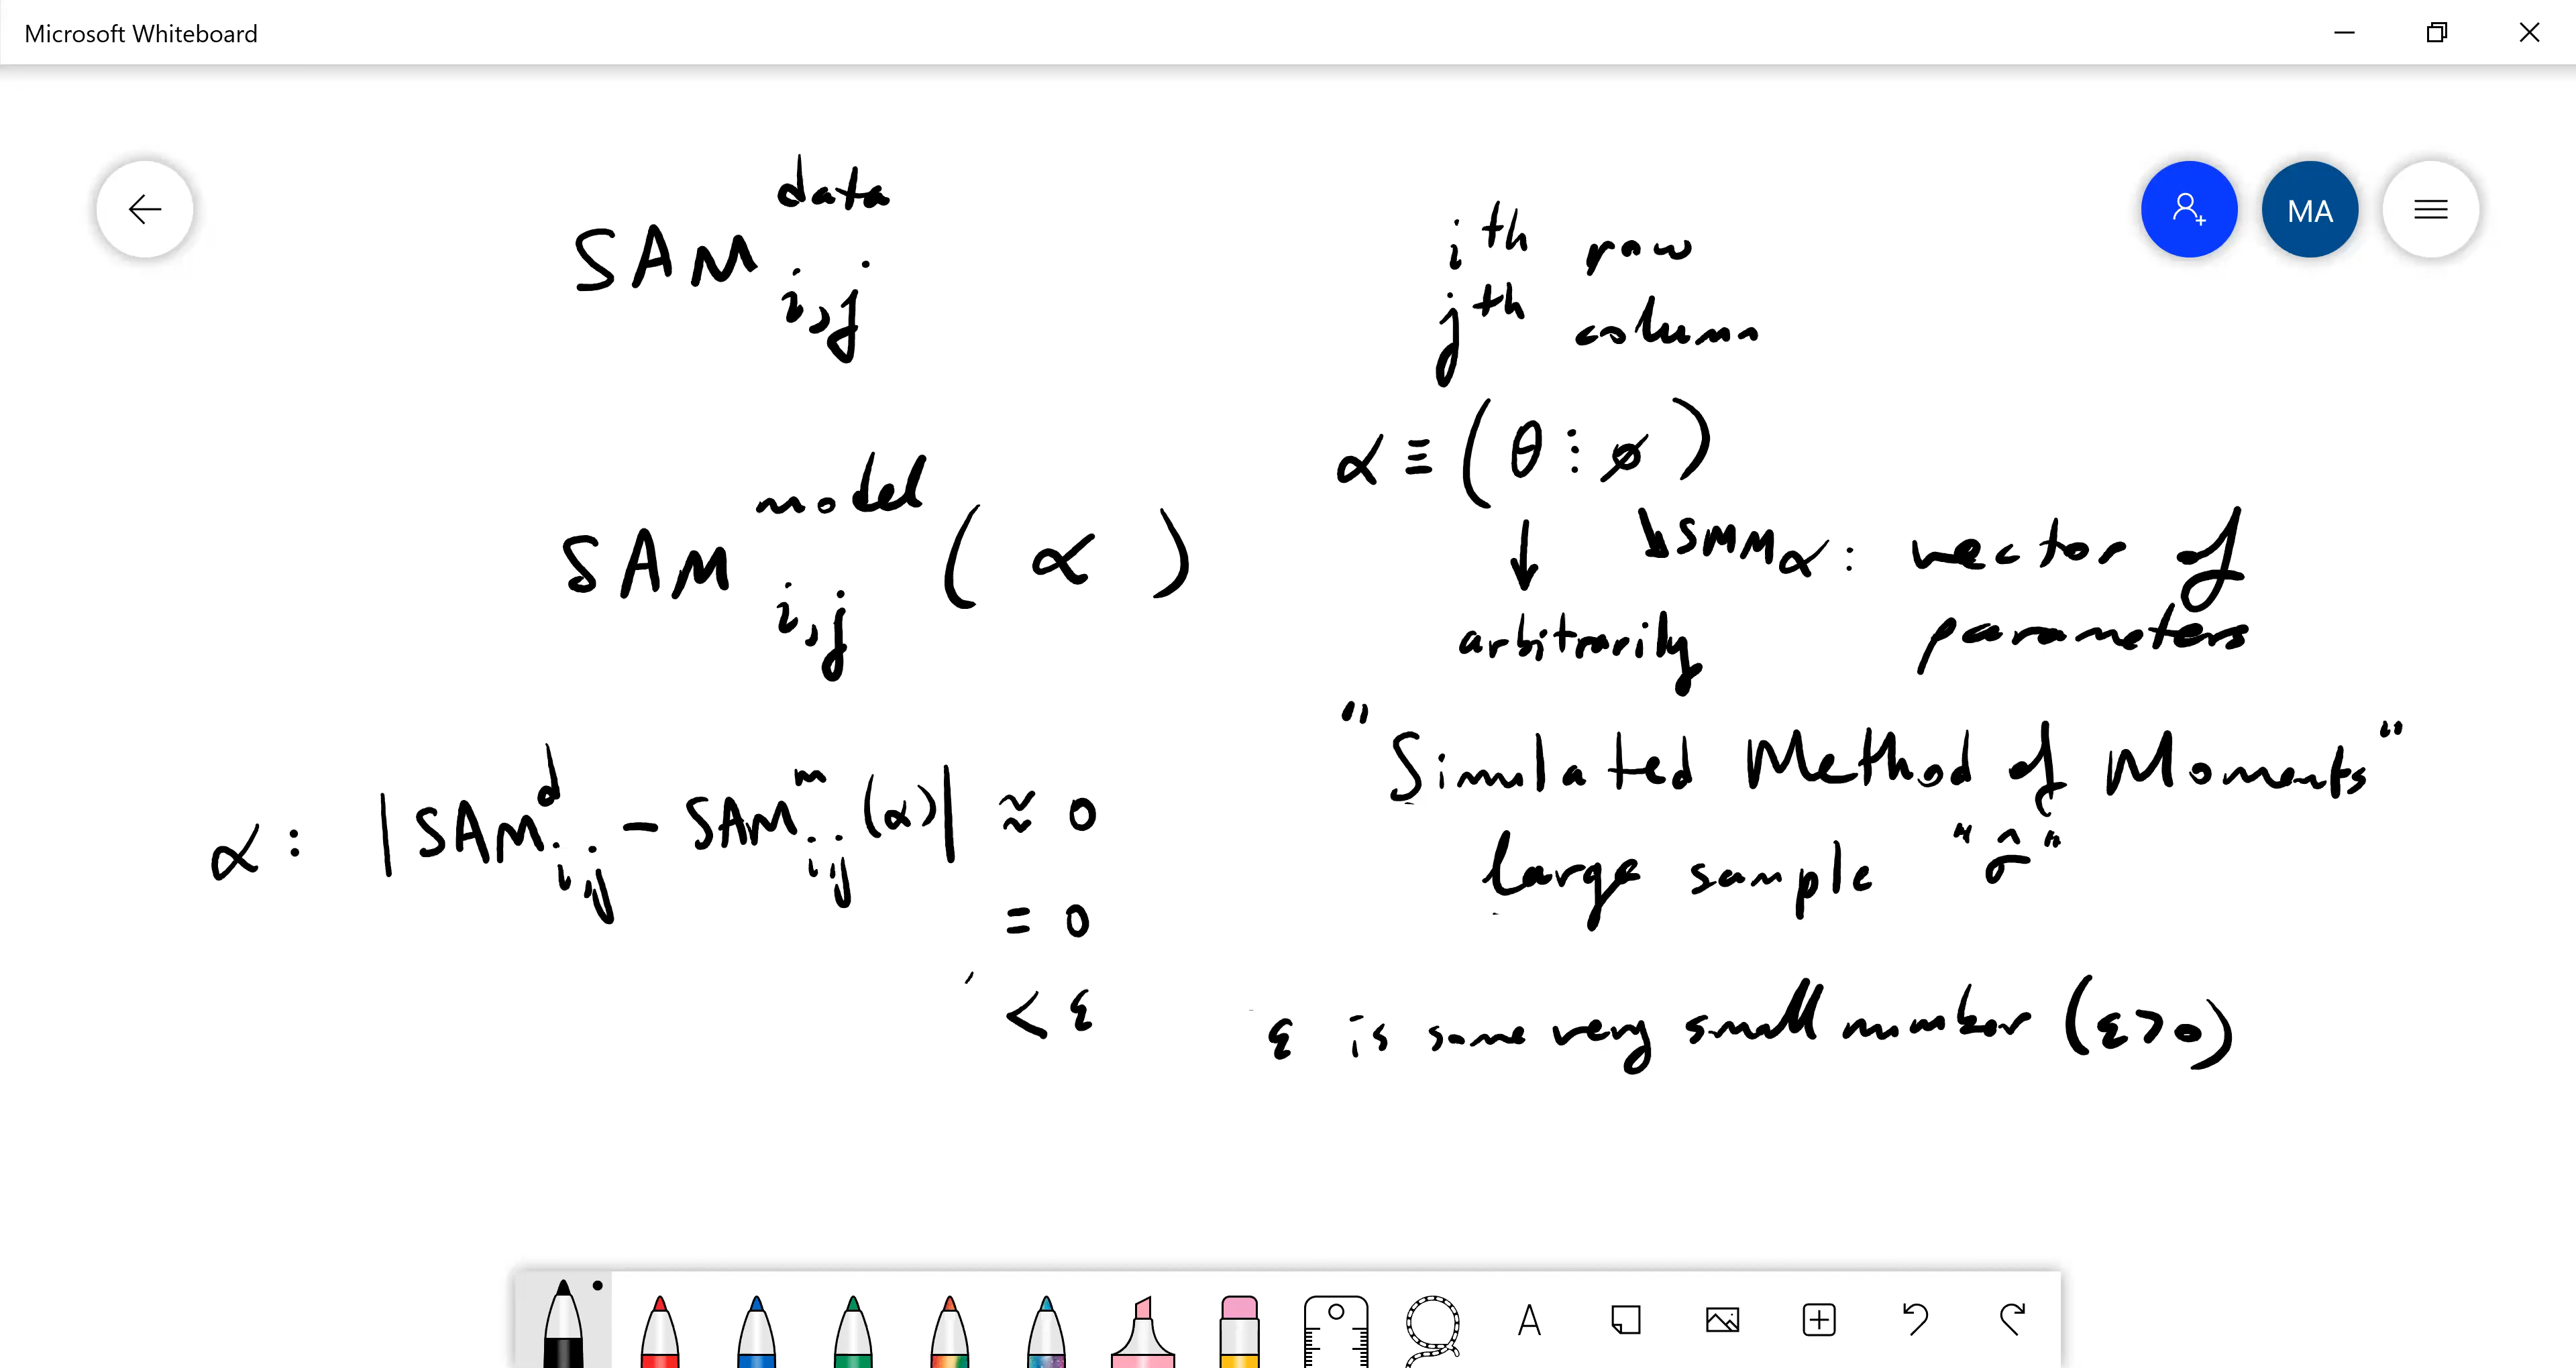 Microsoft Whiteboard
MA
SAM^{data}_{i,j}
i^{th} row
j^{th} column
α ≡ (θ ⋮ ø)
SAM^{model}_{i,j} (α)
↓ ↳ SMM
α: vector of
parameters
arbitrarily
"Simulated Method of Moments"
α: |SAM^{d}_{i,j} - SAM^{m}_{i,j}(α)| ≈ 0
large sample "σ̂"
= 0
< ε
ε is some very small number (ε>0)
A